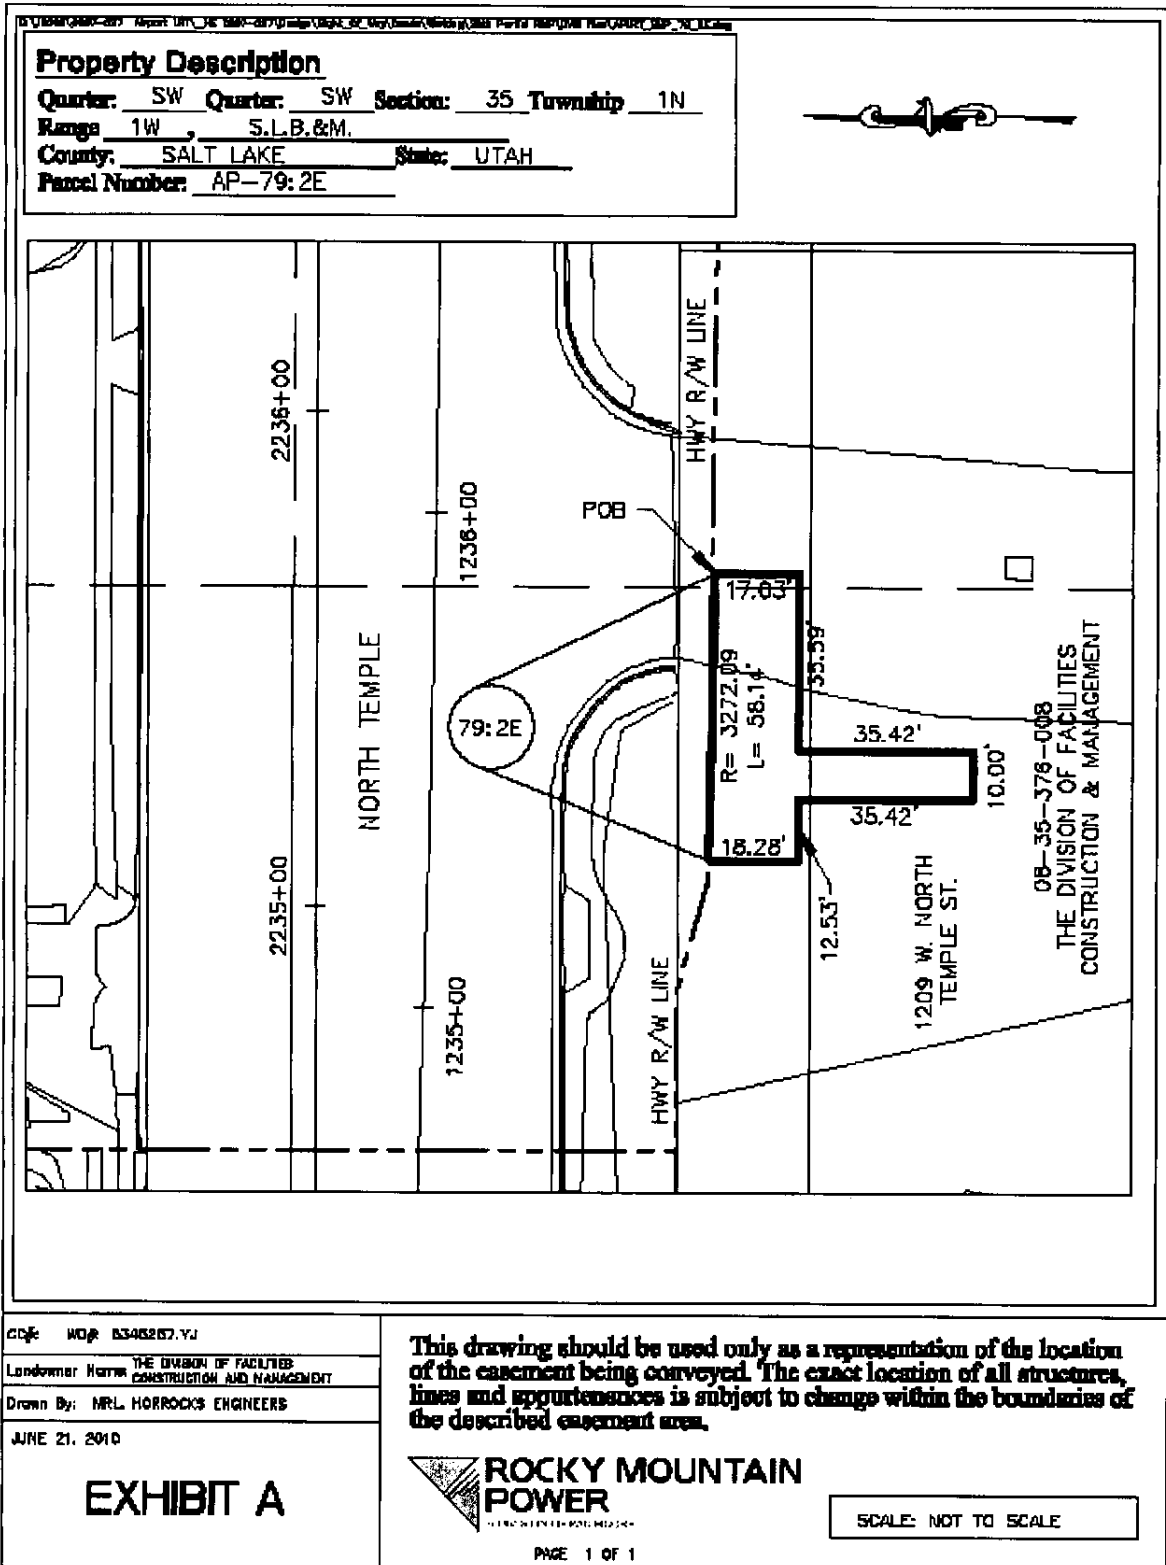 Property Description
Quarter: SW Quarter: SW Section: 35 Township 1N
Range 1W , S.L.B.&M.
County: SALT LAKE State: UTAH
Parcel Number: AP-79:2E
2236+00
HWY R/W LINE
1236+00
POB
17.03'
NORTH TEMPLE
79:2E
R= 3272.09
L= 58.14'
35.59'
35.42'
10.00'
35.42'
18.28'
12.53'
08-35-376-008
THE DIVISION OF FACILITIES
CONSTRUCTION & MANAGEMENT
1209 W. NORTH
TEMPLE ST.
2235+00
1235+00
HWY R/W LINE
CC#: WO#:
Landowner Name: THE DIVISION OF FACILITIES
CONSTRUCTION AND MANAGEMENT
Drawn By: MRL HORROCKS ENGINEERS
JUNE 21, 2010
EXHIBIT A
This drawing should be used only as a representation of the location
of the easement being conveyed. The exact location of all structures,
lines and appurtenances is subject to change within the boundaries of
the described easement area.
ROCKY MOUNTAIN
POWER
PAGE 1 OF 1
SCALE: NOT TO SCALE